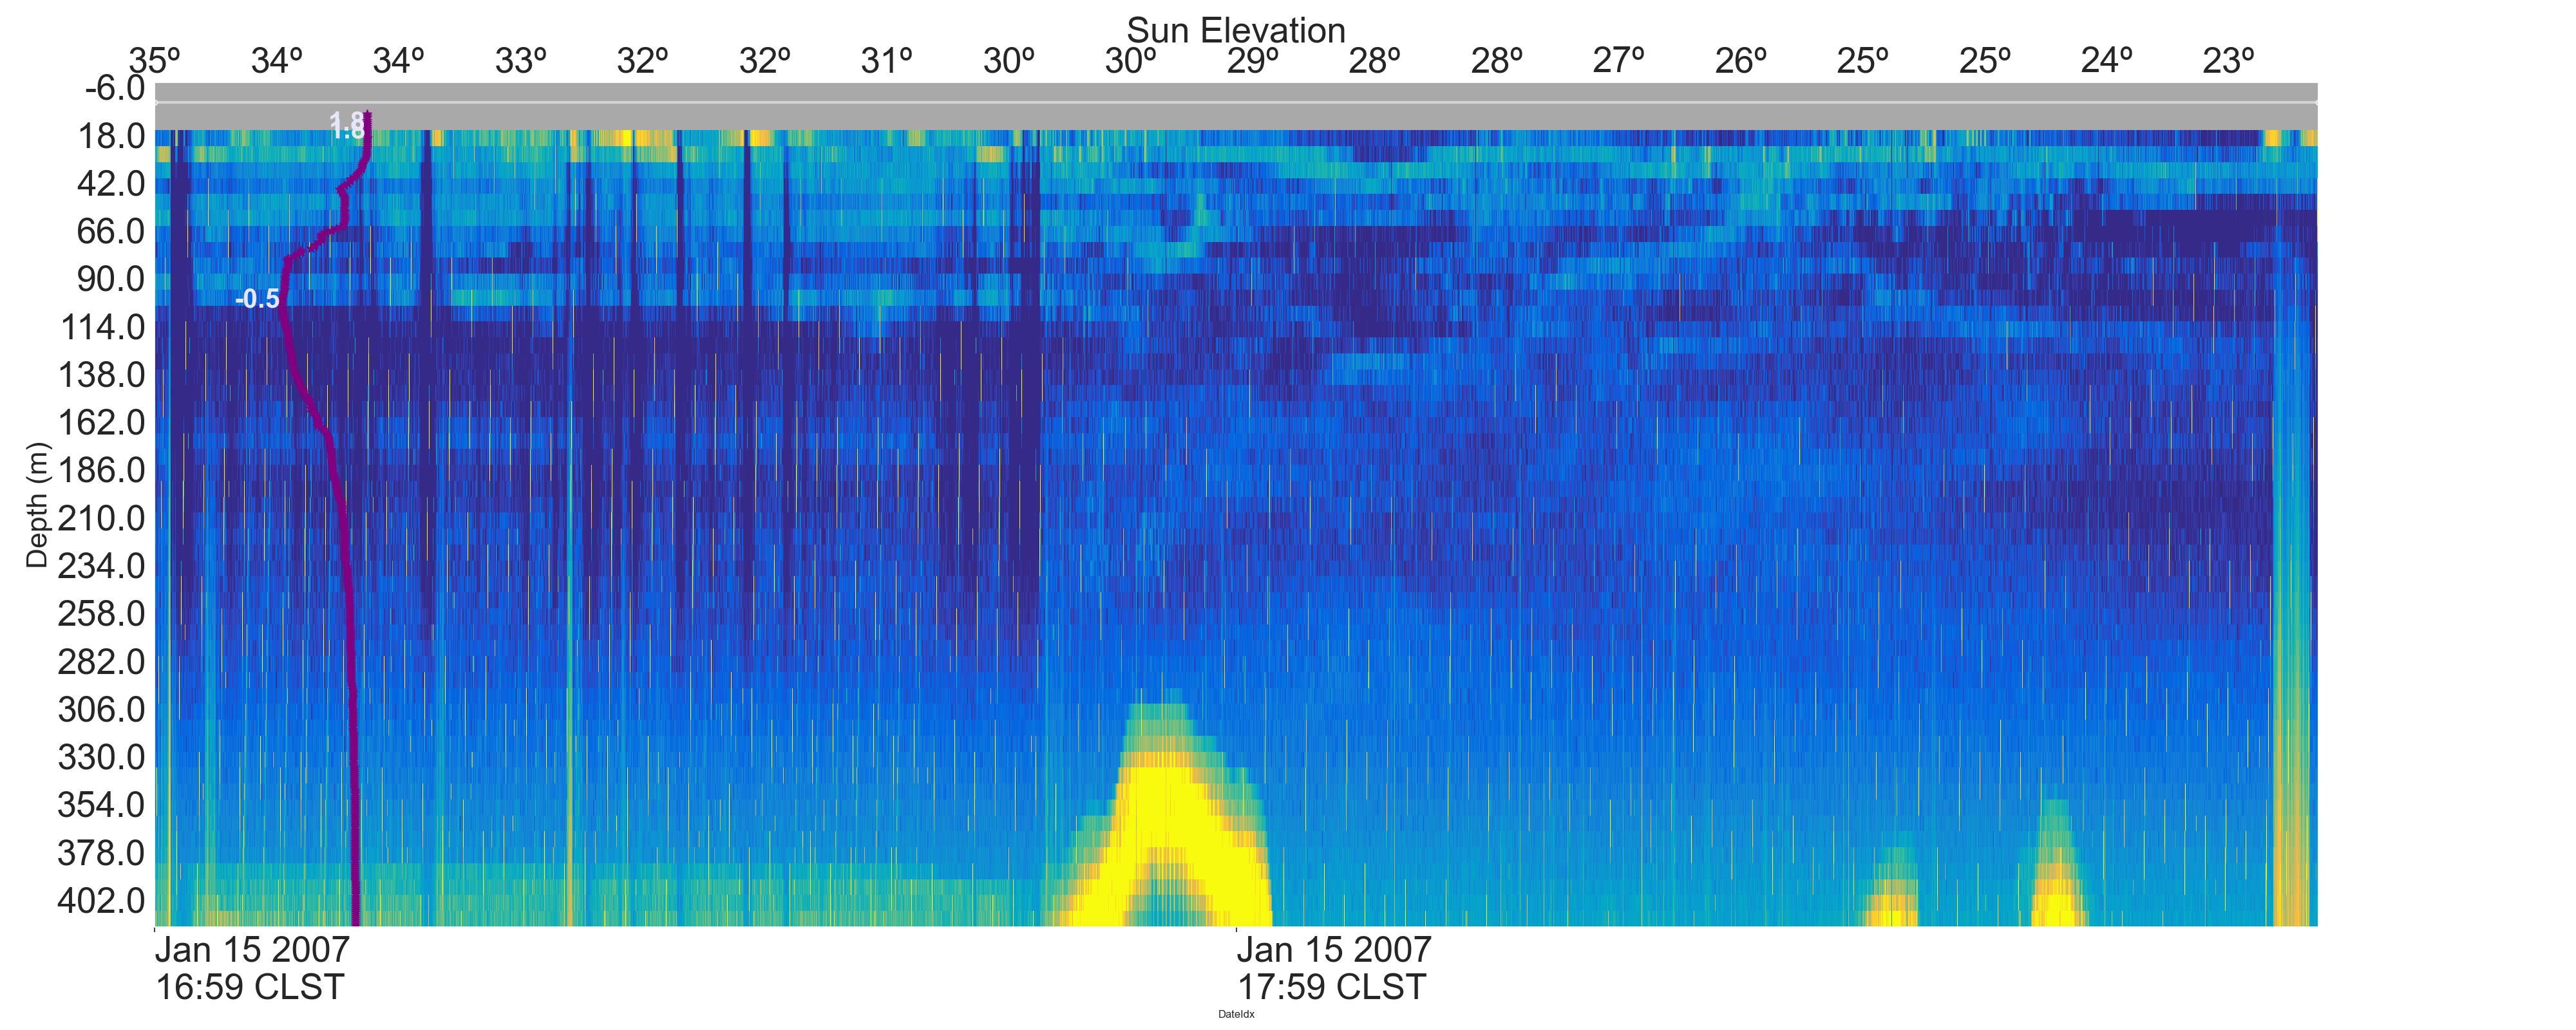 Sun Elevation
35º 34º 34º 33º 32º 32º 31º 30º 30º 29º 28º 28º 27º 26º 25º 25º 24º 23º
-6.0
18.0
42.0
66.0
90.0
114.0
138.0
162.0
186.0
210.0
234.0
258.0
282.0
306.0
330.0
354.0
378.0
402.0
Depth (m)
1.8
1.8
-0.5
Jan 15 2007
16:59 CLST
Jan 15 2007
17:59 CLST
DateIdx